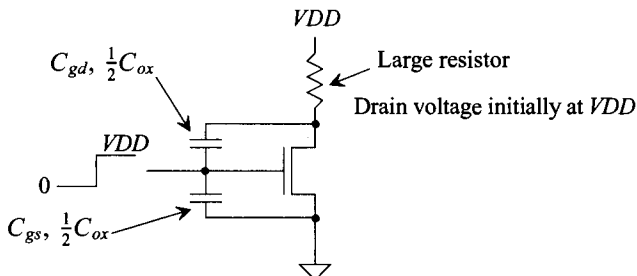 VDD
C_gd, ½C_ox
Large resistor
Drain voltage initially at VDD
VDD
0
C_gs, ½C_ox